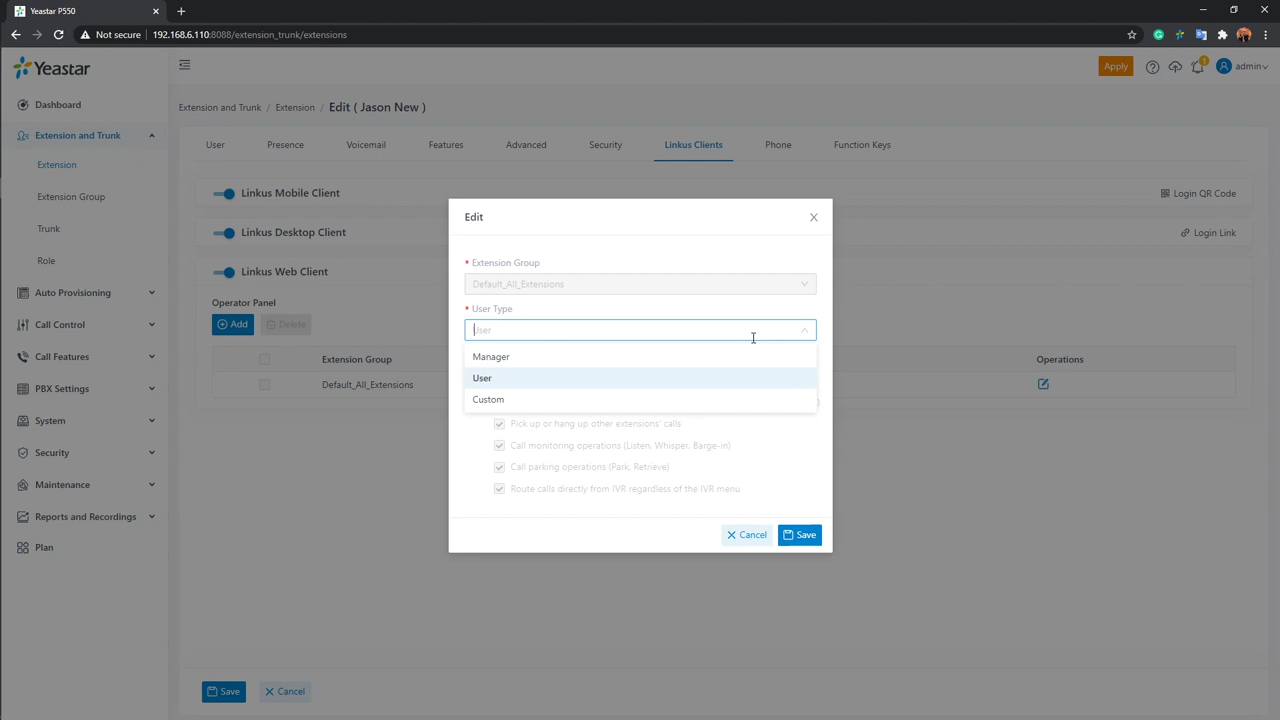 Yeastar P550
Not secure 192.168.6.110:8088/extension_trunk/extensions
Yeastar
Apply
1
admin
Dashboard
Extension and Trunk
Extension
Extension Group
Trunk
Role
Auto Provisioning
Call Control
Call Features
PBX Settings
System
Security
Maintenance
Reports and Recordings
Plan
Extension and Trunk / Extension / Edit ( Jason New )
User Presence Voicemail Features Advanced Security Linkus Clients Phone Function Keys
Linkus Mobile Client Login QR Code
Linkus Desktop Client Login Link
Linkus Web Client
Operator Panel
Add Delete
Extension Group Operations
Default_All_Extensions
Edit
* Extension Group
Default_All_Extensions
* User Type
User
Manager
User
Custom
Pick up or hang up other extensions' calls
Call monitoring operations (Listen, Whisper, Barge-in)
Call parking operations (Park, Retrieve)
Route calls directly from IVR regardless of the IVR menu
Cancel Save
Save Cancel